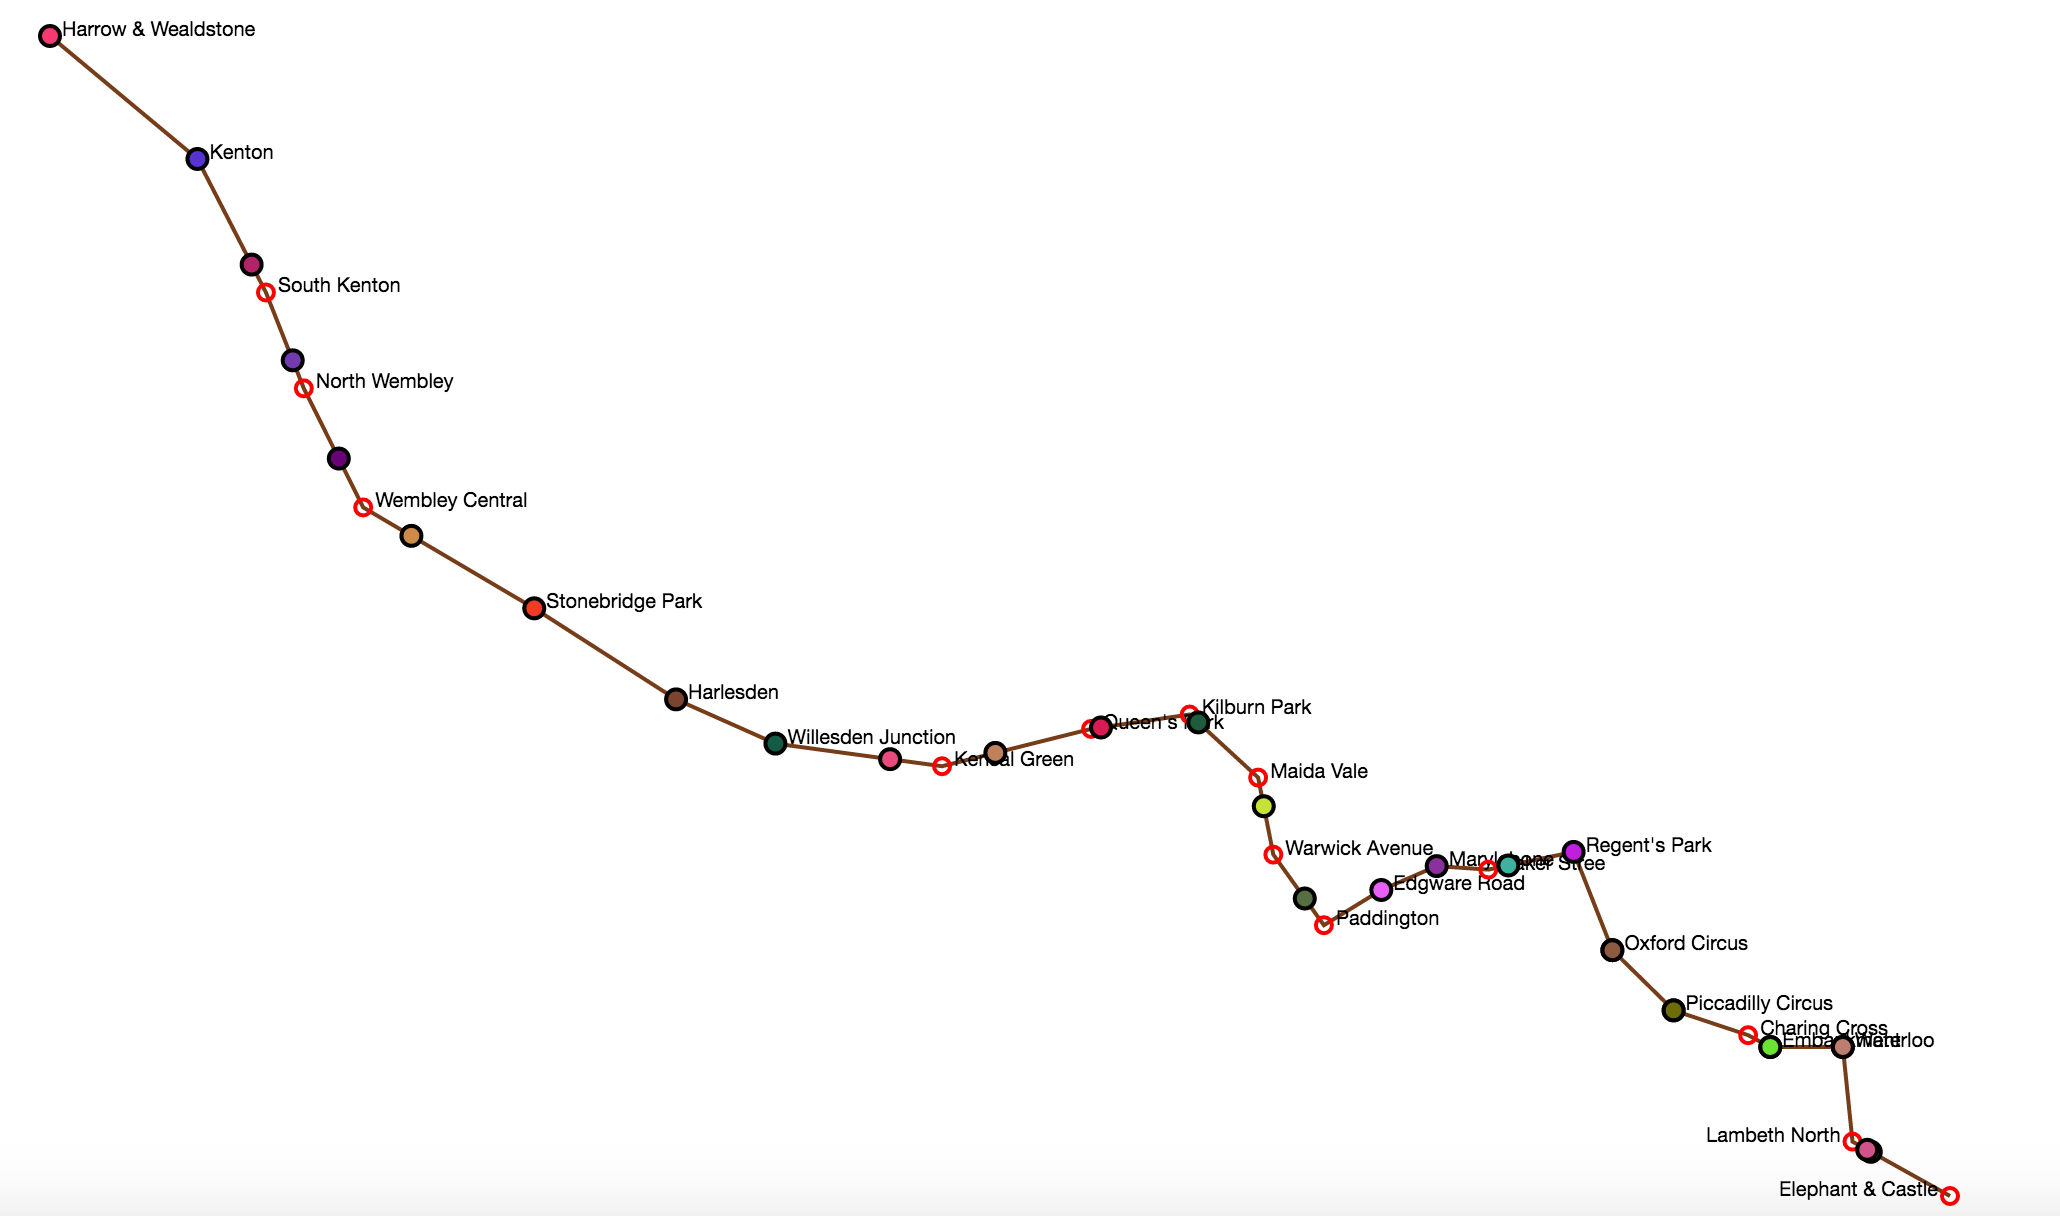 Harrow & Wealdstone
Kenton
South Kenton
North Wembley
Wembley Central
Stonebridge Park
Harlesden
Willesden Junction
Kensal Green
Queen's Park
Kilburn Park
Maida Vale
Warwick Avenue
Paddington
Edgware Road
Marylebone
Regent's Park
Oxford Circus
Piccadilly Circus
Charing Cross
Embankment
Waterloo
Lambeth North
Elephant & Castle